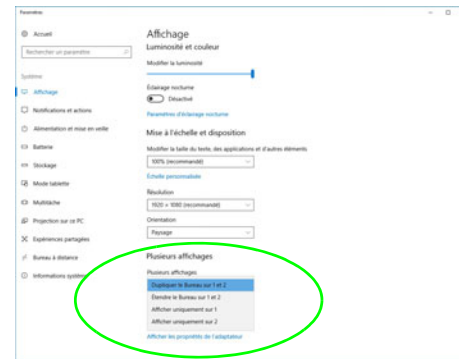 Paramètres
Accueil
Rechercher un paramètre
Système
Affichage
Notifications et actions
Alimentation et mise en veille
Batterie
Stockage
Mode tablette
Multitâche
Projection sur ce PC
Expériences partagées
Bureau à distance
Informations système
Affichage
Luminosité et couleur
Modifier la luminosité
Éclairage nocturne
Désactivé
Paramètres d'éclairage nocturne
Mise à l'échelle et disposition
Modifier la taille du texte, des applications et d'autres éléments
100% (recommandé)
Échelle personnalisée
Résolution
1920 × 1080 (recommandé)
Orientation
Paysage
Plusieurs affichages
Plusieurs affichages
Dupliquer le Bureau sur 1 et 2
Étendre le Bureau sur 1 et 2
Afficher uniquement sur 1
Afficher uniquement sur 2
Afficher les propriétés de l'adaptateur